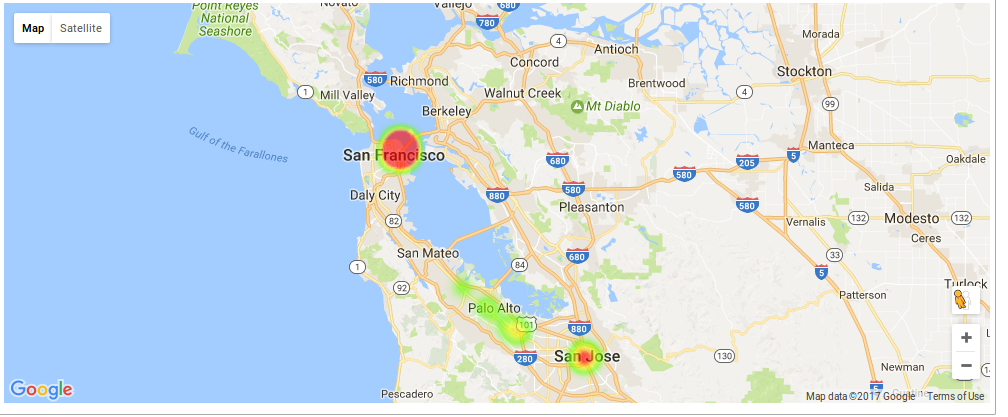 Point Reyes
National
Seashore
Novato
Vallejo
680
780
Map Satellite
4
Antioch
Morada
Concord
Richmond
580
Stockton
1
Mill Valley
Walnut Creek
Brentwood
4
99
Berkeley
Mt Diablo
Gulf of the Farallones
San Francisco
Manteca
680
205
5
Oakdale
580
Daly City
880
580
Salida
580
Pleasanton
82
Vernalis
132
Modesto
132
Ceres
San Mateo
680
33
1
84
5
92
Turlock
Patterson
Palo Alto
101
880
280
San Jose
130
Newman
Pescadero
5
Google
Map data ©2017 Google Terms of Use